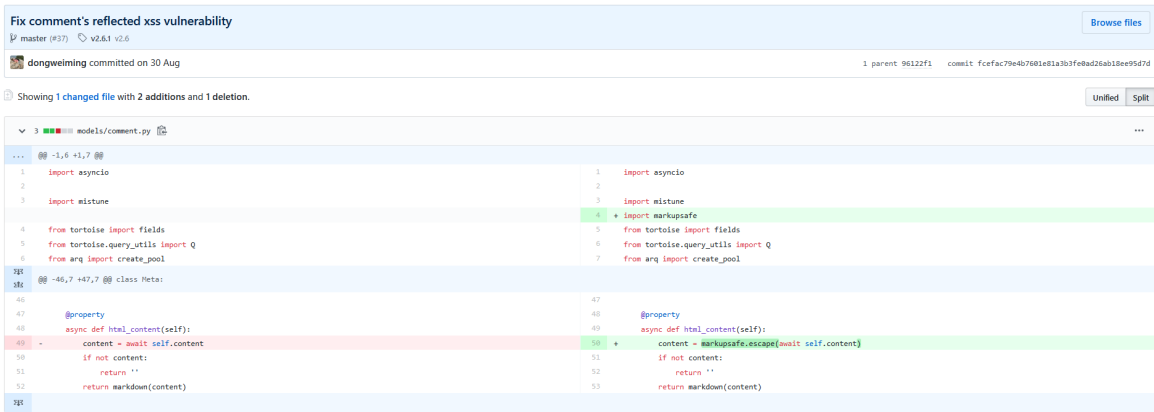 Fix comment's reflected xss vulnerability
Browse files
master (#37) v2.6.1 v2.6
dongweiming committed on 30 Aug
1 parent 96122f1 commit fcefac79e4b7601e81a3b3fe0ad26ab18ee95d7d
Showing 1 changed file with 2 additions and 1 deletion.
Unified Split
3 models/comment.py
... @@ -1,6 +1,7 @@
1 import asyncio 1 import asyncio
2 2
3 import mistune 3 import mistune
4 + import markupsafe
4 from tortoise import fields 5 from tortoise import fields
5 from tortoise.query_utils import Q 6 from tortoise.query_utils import Q
6 from arq import create_pool 7 from arq import create_pool
@@ -46,7 +47,7 @@ class Meta:
46 47
47 @property 48 @property
48 async def html_content(self): 49 async def html_content(self):
49 - content = await self.content 50 + content = markupsafe.escape(await self.content)
50 if not content: 51 if not content:
51 return '' 52 return ''
52 return markdown(content) 53 return markdown(content)